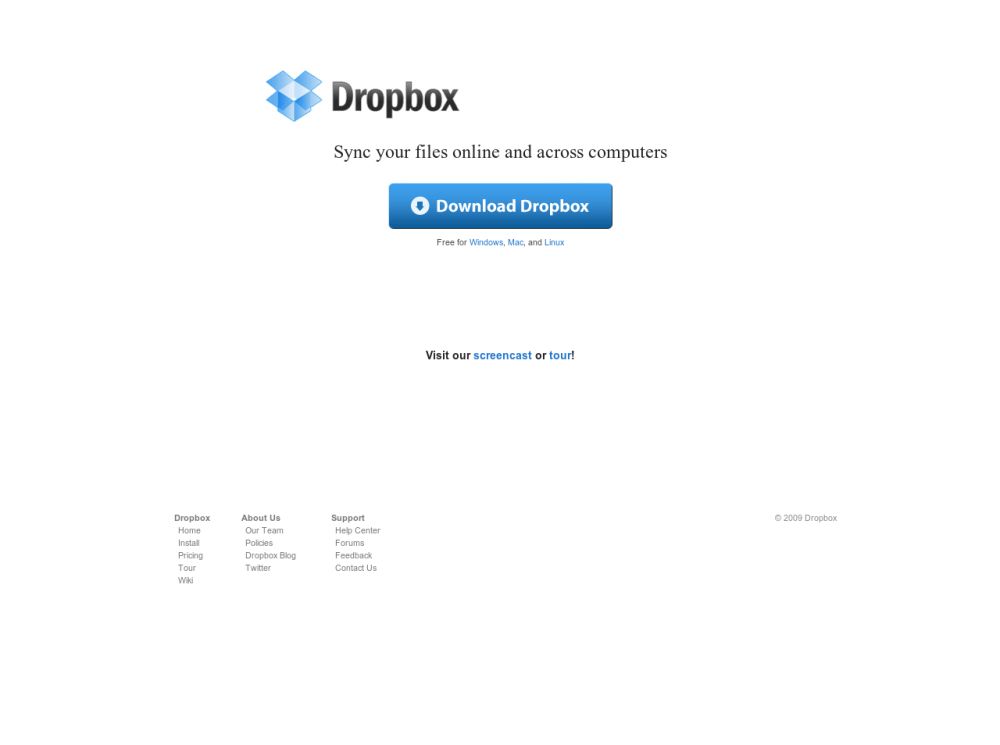 Dropbox
Sync your files online and across computers
Download Dropbox
Free for Windows, Mac, and Linux
Visit our screencast or tour!
Dropbox
Home
Install
Pricing
Tour
Wiki
About Us
Our Team
Policies
Dropbox Blog
Twitter
Support
Help Center
Forums
Feedback
Contact Us
© 2009 Dropbox